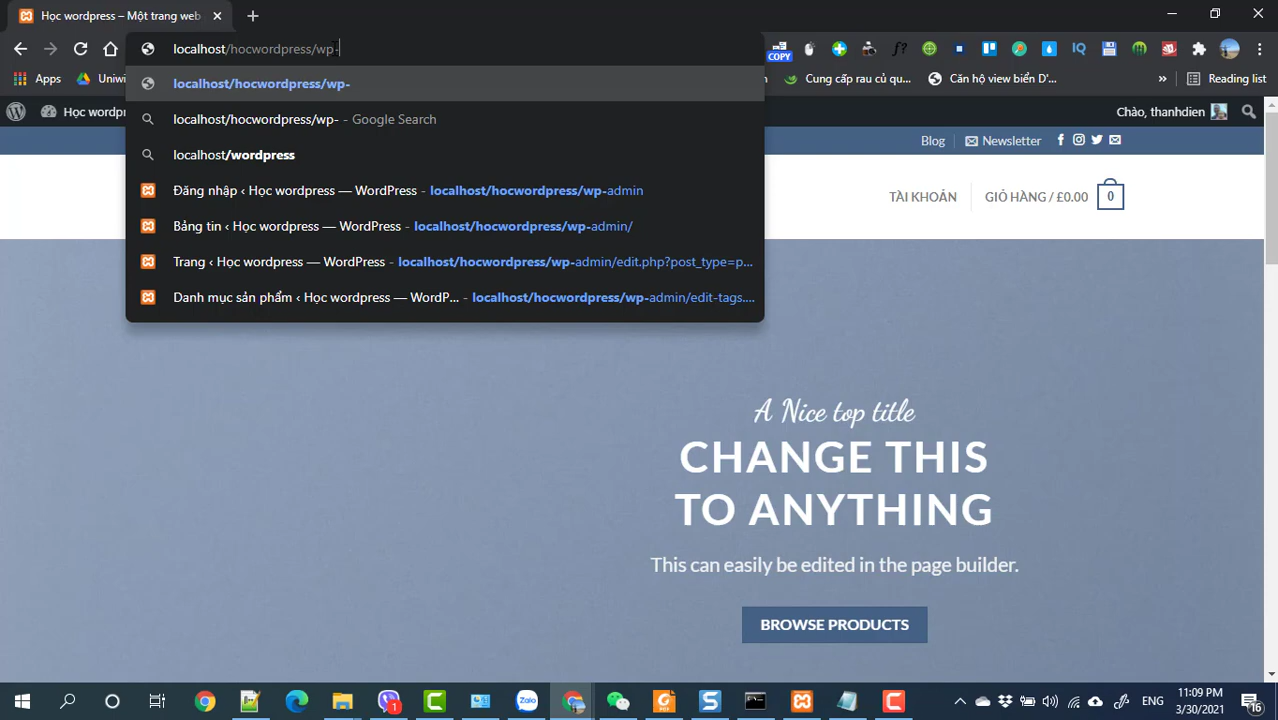 Học wordpress – Một trang web
localhost/hocwordpress/wp-
COPY
Apps
Uniwi
Cung cấp rau củ qu...
Căn hộ view biển D'...
Reading list
localhost/hocwordpress/wp-
localhost/hocwordpress/wp- - Google Search
localhost/wordpress
Đăng nhập ‹ Học wordpress — WordPress - localhost/hocwordpress/wp-admin
Bảng tin ‹ Học wordpress — WordPress - localhost/hocwordpress/wp-admin/
Trang ‹ Học wordpress — WordPress - localhost/hocwordpress/wp-admin/edit.php?post_type=p...
Danh mục sản phẩm ‹ Học wordpress — WordP... - localhost/hocwordpress/wp-admin/edit-tags....
Học wordpr
Chào, thanhdien
Blog
Newsletter
TÀI KHOẢN
GIỎ HÀNG / £0.00
0
A Nice top title
CHANGE THIS
TO ANYTHING
This can easily be edited in the page builder.
BROWSE PRODUCTS
Zalo
1
ENG
11:09 PM
3/30/2021
16